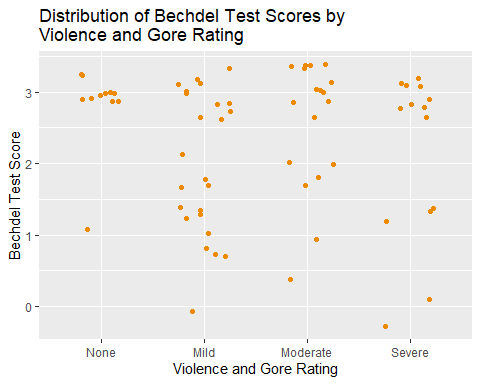 Distribution of Bechdel Test Scores by
Violence and Gore Rating
Bechdel Test Score
3
2
1
0
None Mild Moderate Severe
Violence and Gore Rating